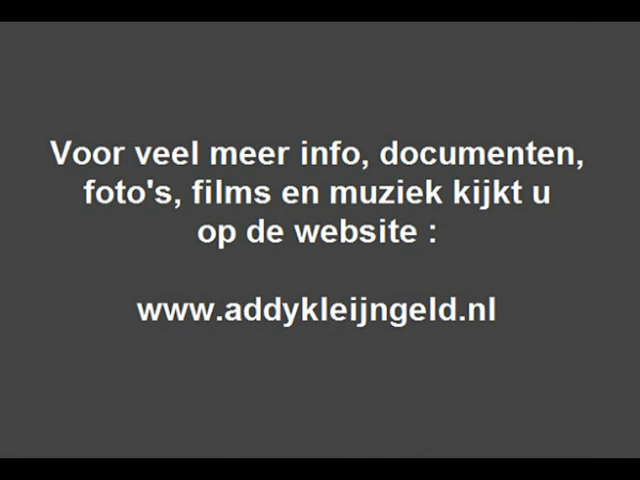 Voor veel meer info, documenten,
foto's, films en muziek kijkt u
op de website :
www.addykleijngeld.nl